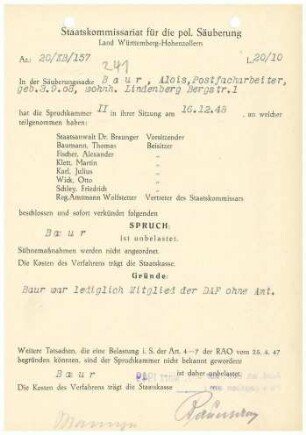 Staatskommissariat für die pol. Säuberung
Land Württemberg-Hohenzollern
Az: 20/KB/157
L 20/10
241
In der Säuberungssache Baur, Alois, Postfacharbeiter,
geb. 3.9.08, wohnh. Lindenberg Bergstr.1
hat die Spruchkammer II in ihrer Sitzung am 16.12.48, an welcher
teilgenommen haben:
Staatsanwalt Dr. Braunger Vorsitzender
Baumann, Thomas Beisitzer
Fischer, Alexander „
Klett, Martin „
Karl, Julius „
Wick, Otto „
Schley, Friedrich „
Reg.Amtmann Wolfstetter Vertreter des Staatskommissars
beschlossen und sofort verkündet folgenden
SPRUCH:
Baur
ist unbelastet.
Sühnemaßnahmen werden nicht angeordnet.
Die Kosten des Verfahrens trägt die Staatskasse.
Gründe:
Baur war lediglich Mitglied der DAF ohne Amt.
Weitere Tatsachen, die eine Belastung i. S. der Art. 4–7 der RAO vom 25. 4. 47
begründen könnten, sind der Spruchkammer nicht bekannt geworden
Baur ist daher unbelastet
Die Kosten des Verfahrens trägt die Staatskasse